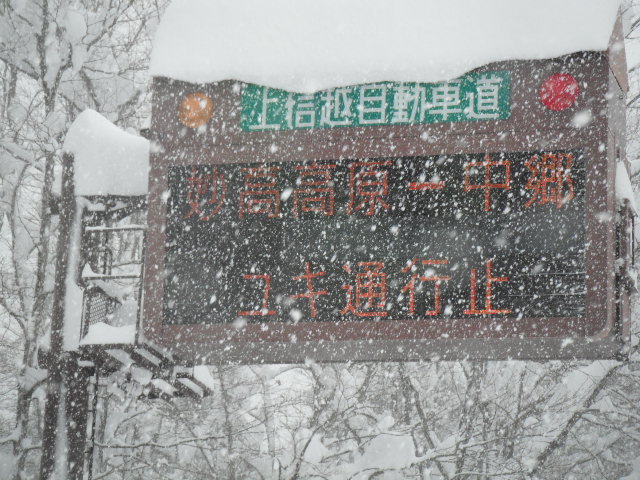 上信越自動車道
妙高高原ー中郷
ユキ通行止